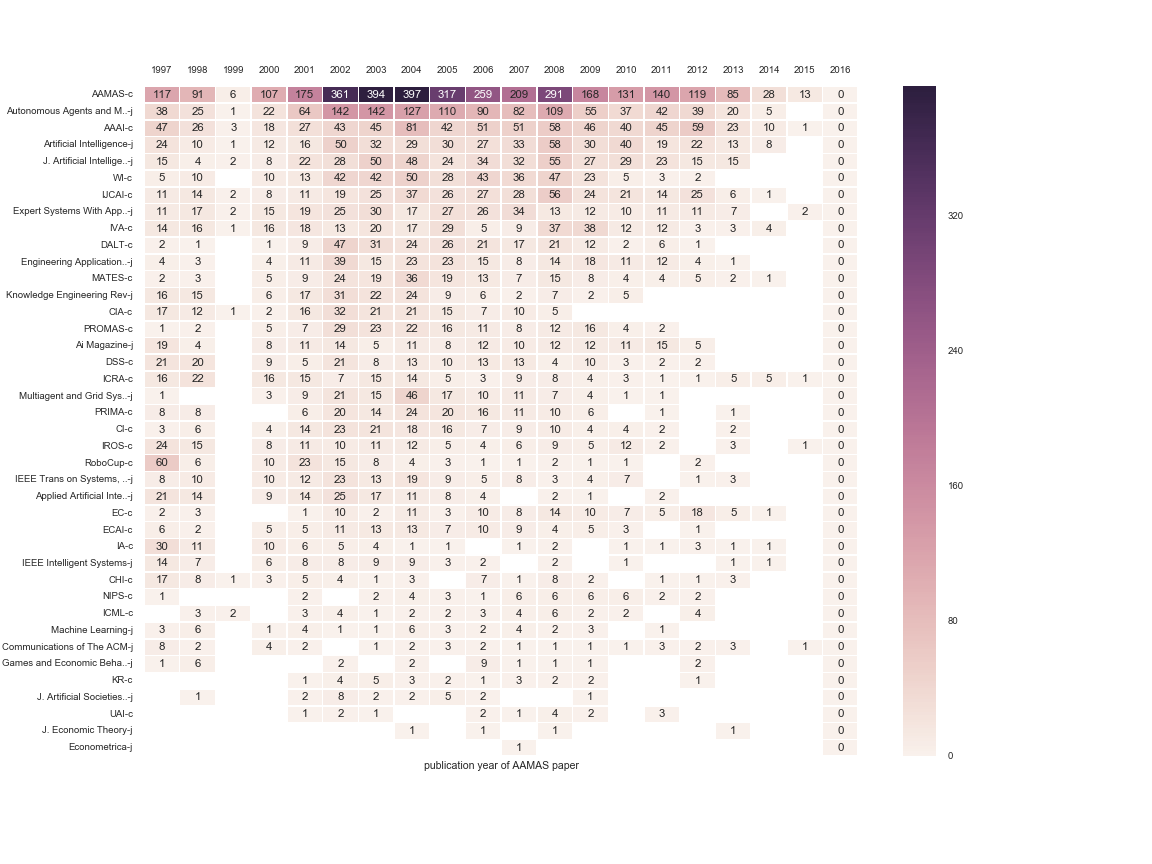 1997 1998 1999 2000 2001 2002 2003 2004 2005 2006 2007 2008 2009 2010 2011 2012 2013 2014 2015 2016
AAMAS-c 117 91 6 107 175 361 394 397 317 259 209 291 168 131 140 119 85 28 13 0
Autonomous Agents and M..-j 38 25 1 22 64 142 142 127 110 90 82 109 55 37 42 39 20 5 0
AAAI-c 47 26 3 18 27 43 45 81 42 51 51 58 46 40 45 59 23 10 1 0
Artificial Intelligence-j 24 10 1 12 16 50 32 29 30 27 33 58 30 40 19 22 13 8 0
J. Artificial Intellige..-j 15 4 2 8 22 28 50 48 24 34 32 55 27 29 23 15 15 0
WI-c 5 10 10 13 42 42 50 28 43 36 47 23 5 3 2 0
IJCAI-c 11 14 2 8 11 19 25 37 26 27 28 56 24 21 14 25 6 1 0
320
Expert Systems With App..-j 11 17 2 15 19 25 30 17 27 26 34 13 12 10 11 11 7 2 0
IVA-c 14 16 1 16 18 13 20 17 29 5 9 37 38 12 12 3 3 4 0
DALT-c 2 1 1 9 47 31 24 26 21 17 21 12 2 6 1 0
Engineering Application..-j 4 3 4 11 39 15 23 23 15 8 14 18 11 12 4 1 0
MATES-c 2 3 5 9 24 19 36 19 13 7 15 8 4 4 5 2 1 0
Knowledge Engineering Rev-j 16 15 6 17 31 22 24 9 6 2 7 2 5 0
CIA-c 17 12 1 2 16 32 21 21 15 7 10 5 0
PROMAS-c 1 2 5 7 29 23 22 16 11 8 12 16 4 2 0
Ai Magazine-j 19 4 8 11 14 5 11 8 12 10 12 12 11 15 5 0
240
DSS-c 21 20 9 5 21 8 13 10 13 13 4 10 3 2 2 0
ICRA-c 16 22 16 15 7 15 14 5 3 9 8 4 3 1 1 5 5 1 0
Multiagent and Grid Sys..-j 1 3 9 21 15 46 17 10 11 7 4 1 1 0
PRIMA-c 8 8 6 20 14 24 20 16 11 10 6 1 1 0
CI-c 3 6 4 14 23 21 18 16 7 9 10 4 4 2 2 0
IROS-c 24 15 8 11 10 11 12 5 4 6 9 5 12 2 3 1 0
RoboCup-c 60 6 10 23 15 8 4 3 1 1 2 1 1 2 0
IEEE Trans on Systems, ..-j 8 10 10 12 23 13 19 9 5 8 3 4 7 1 3 0
160
Applied Artificial Inte..-j 21 14 9 14 25 17 11 8 4 2 1 2 0
EC-c 2 3 1 10 2 11 3 10 8 14 10 7 5 18 5 1 0
ECAI-c 6 2 5 5 11 13 13 7 10 9 4 5 3 1 0
IA-c 30 11 10 6 5 4 1 1 1 2 1 1 3 1 1 0
IEEE Intelligent Systems-j 14 7 6 8 8 9 9 3 2 2 1 1 1 0
CHI-c 17 8 1 3 5 4 1 3 7 1 8 2 1 1 3 0
NIPS-c 1 2 2 4 3 1 6 6 6 6 2 2 0
ICML-c 3 2 3 4 1 2 2 3 4 6 2 2 4 0
80
Machine Learning-j 3 6 1 4 1 1 6 3 2 4 2 3 1 0
Communications of The ACM-j 8 2 4 2 1 2 3 2 1 1 1 1 3 2 3 1 0
Games and Economic Beha..-j 1 6 2 2 9 1 1 1 2 0
KR-c 1 4 5 3 2 1 3 2 2 1 0
J. Artificial Societies..-j 1 2 8 2 2 5 2 1 0
UAI-c 1 2 1 2 1 4 2 3 0
J. Economic Theory-j 1 1 1 1 0
Econometrica-j 1 0
0
publication year of AAMAS paper